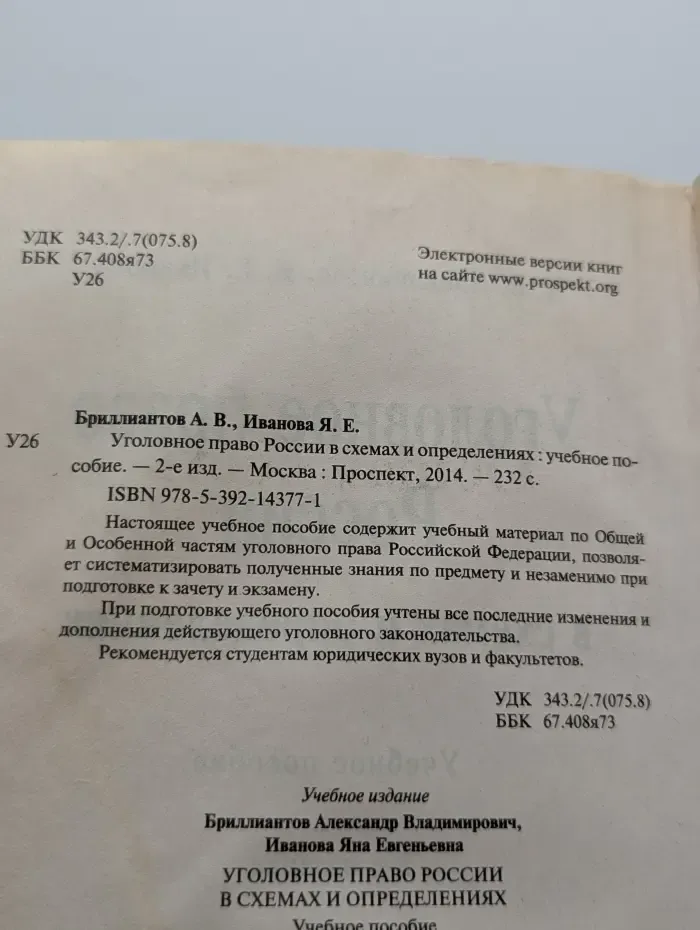 УДК 343.2/.7(075.8)
ББК 67.408я73
У26
Электронные версии книг
на сайте www.prospekt.org
Бриллиантов А. В., Иванова Я. Е.
У26 Уголовное право России в схемах и определениях : учебное по-
собие. — 2-е изд. — Москва : Проспект, 2014. — 232 с.
ISBN 978-5-392-14377-1
Настоящее учебное пособие содержит учебный материал по Общей
и Особенной частям уголовного права Российской Федерации, позволя-
ет систематизировать полученные знания по предмету и незаменимо при
подготовке к зачету и экзамену.
При подготовке учебного пособия учтены все последние изменения и
дополнения действующего уголовного законодательства.
Рекомендуется студентам юридических вузов и факультетов.
УДК 343.2/.7(075.8)
ББК 67.408я73
Учебное издание
Бриллиантов Александр Владимирович,
Иванова Яна Евгеньевна
УГОЛОВНОЕ ПРАВО РОССИИ
В СХЕМАХ И ОПРЕДЕЛЕНИЯХ
Учебное пособие